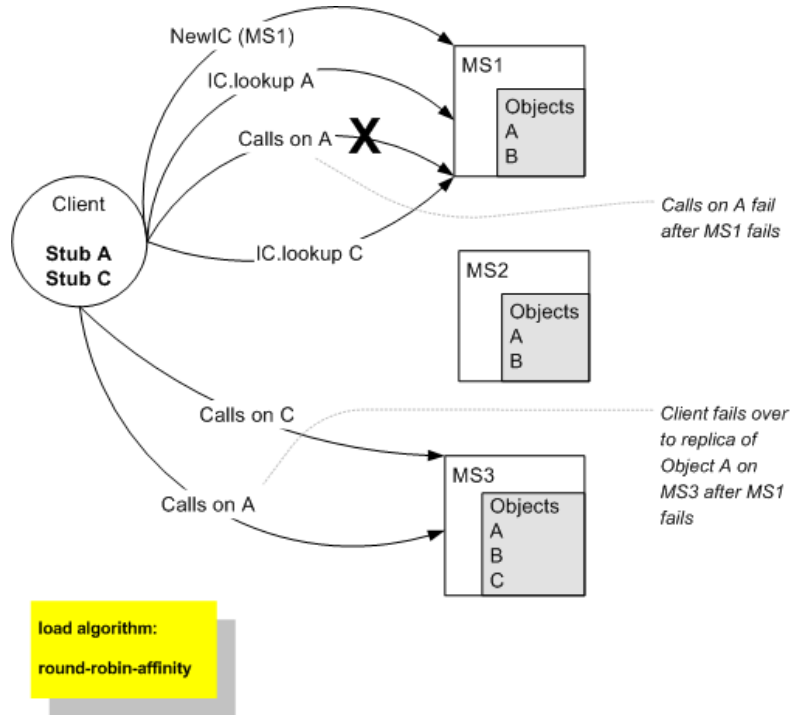 NewIC (MS1)
IC.lookup A
Calls on A
X
IC.lookup C
Client
Stub A
Stub C
MS1
Objects
A
B
Calls on A fail
after MS1 fails
MS2
Objects
A
B
Calls on C
Calls on A
Client fails over
to replica of
Object A on
MS3 after MS1
fails
MS3
Objects
A
B
C
load algorithm:
round-robin-affinity